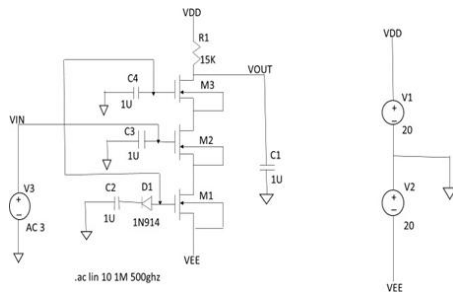 VDD
R1
15K
VOUT
C4
1U
M3
VIN
C3
1U
M2
C1
1U
V3
AC 3
C2
1U
D1
1N914
M1
VEE
.ac lin 10 1M 500ghz
VDD
V1
20
V2
20
VEE